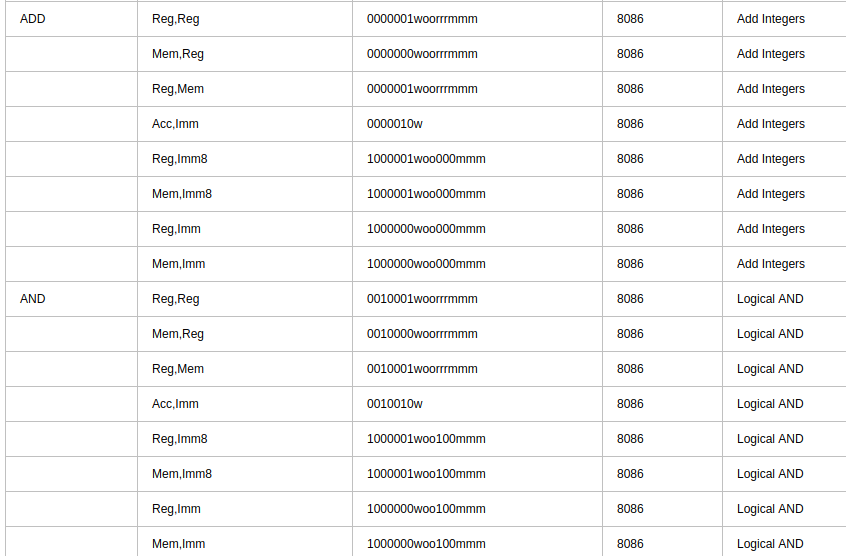 ADD Reg,Reg 0000001woorrrmmm 8086 Add Integers
Mem,Reg 0000000woorrrmmm 8086 Add Integers
Reg,Mem 0000001woorrrmmm 8086 Add Integers
Acc,Imm 0000010w 8086 Add Integers
Reg,Imm8 1000001woo000mmm 8086 Add Integers
Mem,Imm8 1000001woo000mmm 8086 Add Integers
Reg,Imm 1000000woo000mmm 8086 Add Integers
Mem,Imm 1000000woo000mmm 8086 Add Integers
AND Reg,Reg 0010001woorrrmmm 8086 Logical AND
Mem,Reg 0010000woorrrmmm 8086 Logical AND
Reg,Mem 0010001woorrrmmm 8086 Logical AND
Acc,Imm 0010010w 8086 Logical AND
Reg,Imm8 1000001woo100mmm 8086 Logical AND
Mem,Imm8 1000001woo100mmm 8086 Logical AND
Reg,Imm 1000000woo100mmm 8086 Logical AND
Mem,Imm 1000000woo100mmm 8086 Logical AND